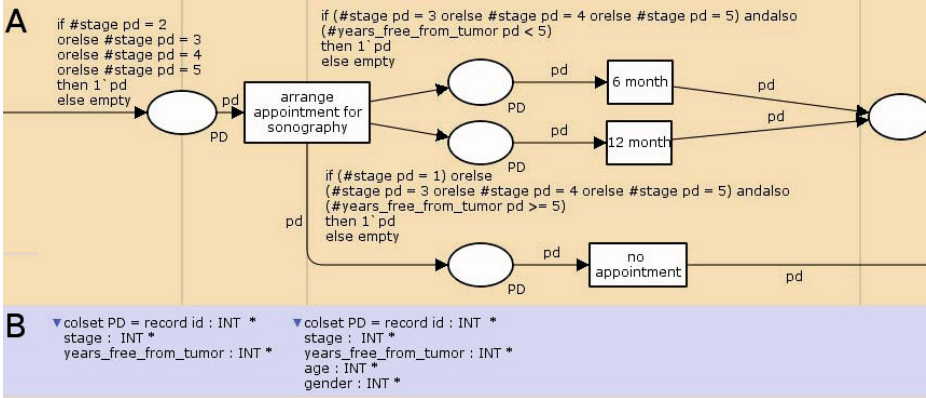 A
if #stage pd = 2
orelse #stage pd = 3
orelse #stage pd = 4
orelse #stage pd = 5
then 1`pd
else empty
pd
PD
arrange
appointment for
sonography
if (#stage pd = 3 orelse #stage pd = 4 orelse #stage pd = 5) andalso
(#years_free_from_tumor pd < 5)
then 1`pd
else empty
PD
pd
6 month
pd
PD
pd
12 month
pd
if (#stage pd = 1) orelse
(#stage pd = 3 orelse #stage pd = 4 orelse #stage pd = 5) andalso
(#years_free_from_tumor pd >= 5)
then 1`pd
else empty
pd
PD
pd
no
appointment
pd
B
colset PD = record id : INT *
stage : INT *
years_free_from_tumor : INT *
colset PD = record id : INT *
stage : INT *
years_free_from_tumor : INT *
age : INT *
gender : INT *